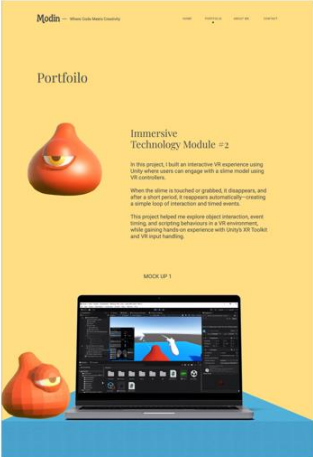 Modin — Where Code Meets Creativity
HOME PORTFOLIO ABOUT ME CONTACT
Portfoilo
Immersive
Technology Module #2
In this project, I built an interactive VR experience using
Unity where users can engage with a slime model using
VR controllers.
When the slime is touched or grabbed, it disappears, and
after a short period, it reappears automatically—creating
a simple loop of interaction and timed events.
This project helped me explore object interaction, event
timing, and scripting behaviours in a VR environment,
while gaining hands-on experience with Unity's XR Toolkit
and VR input handling.
MOCK UP 1